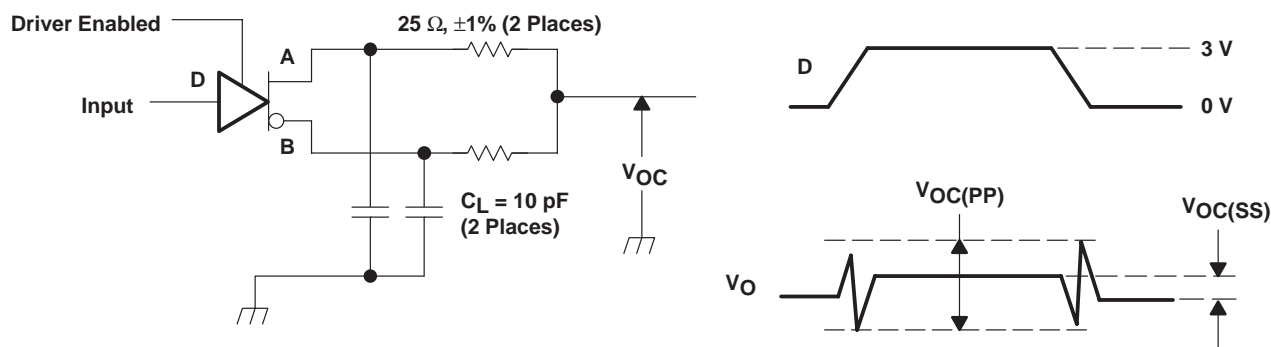 Driver Enabled
25 Ω, ±1% (2 Places)
A
D
Input
B
VOC
CL = 10 pF
(2 Places)
3 V
D
0 V
VOC(PP)
VOC(SS)
VO